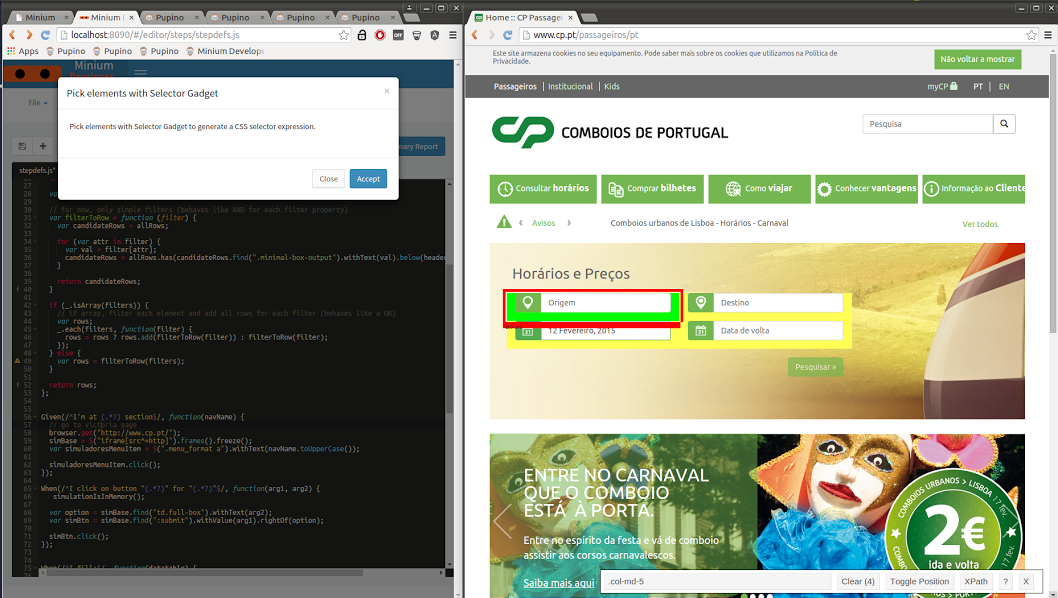 Minium
Minium
Pupino
Pupino
Pupino
Pupino
localhost:8090/#/editor/steps/stepdefs.js
Apps
Pupino
Pupino
Pupino
Minium Develop
Minium
File
Pick elements with Selector Gadget
×
Pick elements with Selector Gadget to generate a CSS selector expression.
Close
Accept
nary Report
stepdefs.js*
// for now, only simple filters (behaves like AND for each filter property)
var filterToRow = function (filter) {
var candidateRows = allRows;
for (var attr in filter) {
var val = filter[attr];
candidateRows = allRows.has(candidateRows.find(".minimal-box-output").withText(val).below(heade
}
return candidateRows;
}
if (_.isArray(filters)) {
// if array, filter each element and add all rows for each filter (behaves like a OR)
var rows;
_.each(filters, function(filter) {
rows = rows ? rows.add(filterToRow(filter)) : filterToRow(filter);
});
} else {
var rows = filterToRow(filters);
}
return rows;
};
Given(/^I'm at (.*?) section$/, function(navName) {
// go to victoria page
browser.get("http://www.cp.pt/");
simBase = $("iframe[src^=http]").frames().freeze();
var simuladoresMenuItem = $(".menu_format a").withText(navName.toUpperCase());
simuladoresMenuItem.click();
});
When(/^I click on button "(.*?)" for "(.*?)"$/, function(arg1, arg2) {
simulationIsInMemory();
var option = simBase.find("td.full-box").withText(arg2);
var simBtn = simBase.find(":submit").withValue(arg1).rightOf(option);
simBtn.click();
});
Home :: CP Passagei
www.cp.pt/passageiros/pt
Este site armazena cookies no seu equipamento. Pode saber mais sobre os cookies que utilizamos na Política de
Privacidade.
Não voltar a mostrar
Passageiros | Institucional | Kids
myCP
PT | EN
COMBOIOS DE PORTUGAL
Pesquisa
Consultar horários
Comprar bilhetes
Como viajar
Conhecer vantagens
Informação ao Cliente
Avisos
Comboios urbanos de Lisboa - Horários - Carnaval
Ver todos
Horários e Preços
Origem
Destino
12 Fevereiro, 2015
Data de volta
Pesquisar »
ENTRE NO CARNAVAL
QUE O COMBOIO
ESTÁ À PORTA.
Entre no espírito da festa e vá de comboio
assistir aos corsos carnavalescos.
Saiba mais aqui
COMBOIOS URBANOS > LISBOA
17 fev
2€
ida e volta
17 fev
.col-md-5
Clear (4)
Toggle Position
XPath
?
X